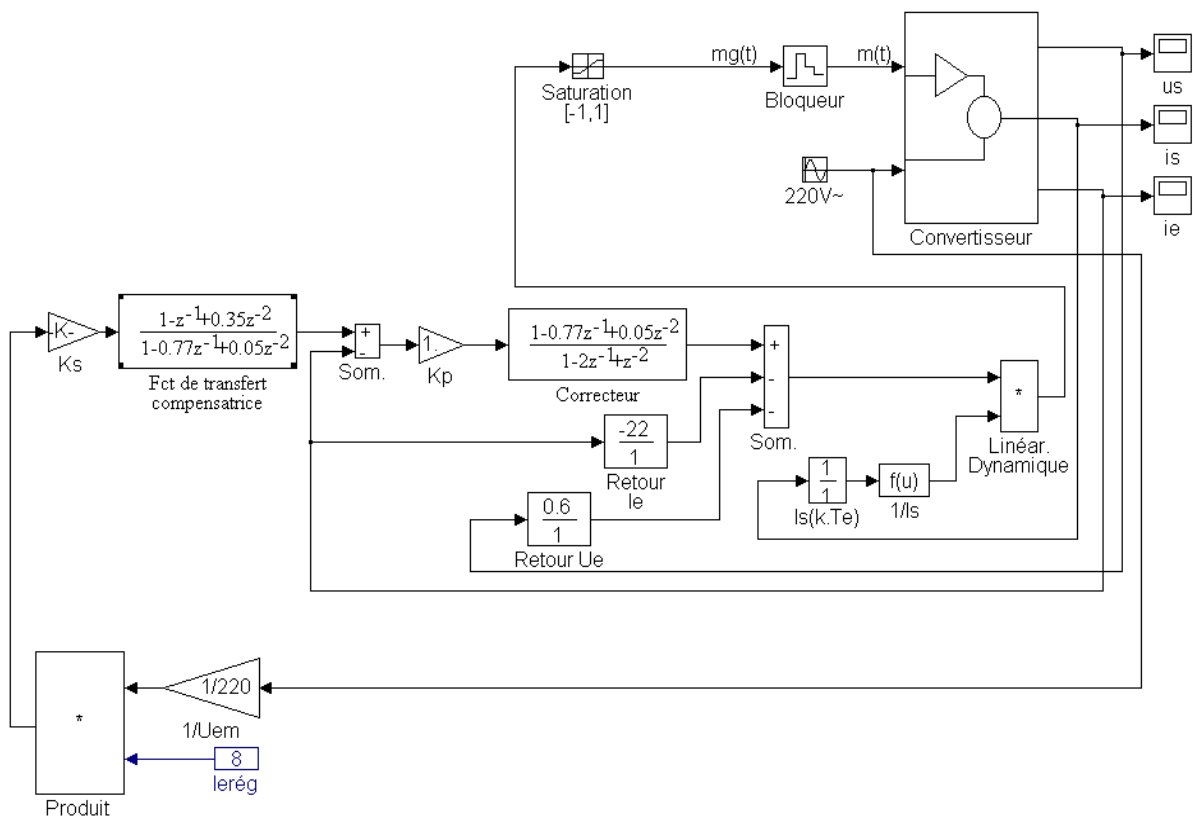 mg(t)
m(t)
Saturation
[-1,1]
Bloqueur
us
is
220V~
ie
Convertisseur
-K-
Ks
1-z⁻¹+0.35z⁻²
1-0.77z⁻¹+0.05z⁻²
Fct de transfert
compensatrice
+
-
Som.
1.
Kp
1-0.77z⁻¹+0.05z⁻²
1-2z⁻¹+z⁻²
Correcteur
+
-
-
Som.
*
Linéar.
Dynamique
-22
1
Retour
Ie
1
1
Is(k.Te)
f(u)
1/Is
0.6
1
Retour Ue
*
Produit
1/220
1/Uem
8
Ierég